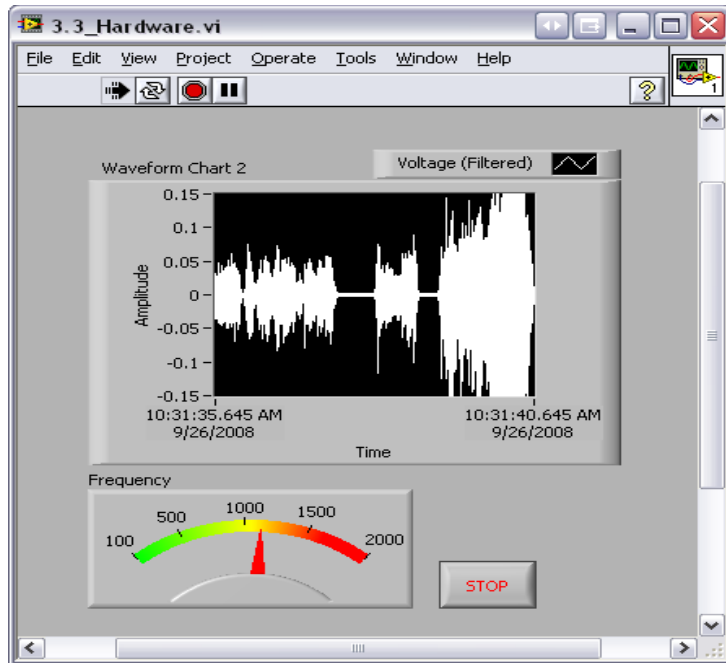 3.3_Hardware.vi
File Edit View Project Operate Tools Window Help
1
Waveform Chart 2
Voltage (Filtered)
0.15
0.1
0.05
0
-0.05
-0.1
-0.15
Amplitude
10:31:35.645 AM
9/26/2008
10:31:40.645 AM
9/26/2008
Time
Frequency
100 500 1000 1500 2000
STOP